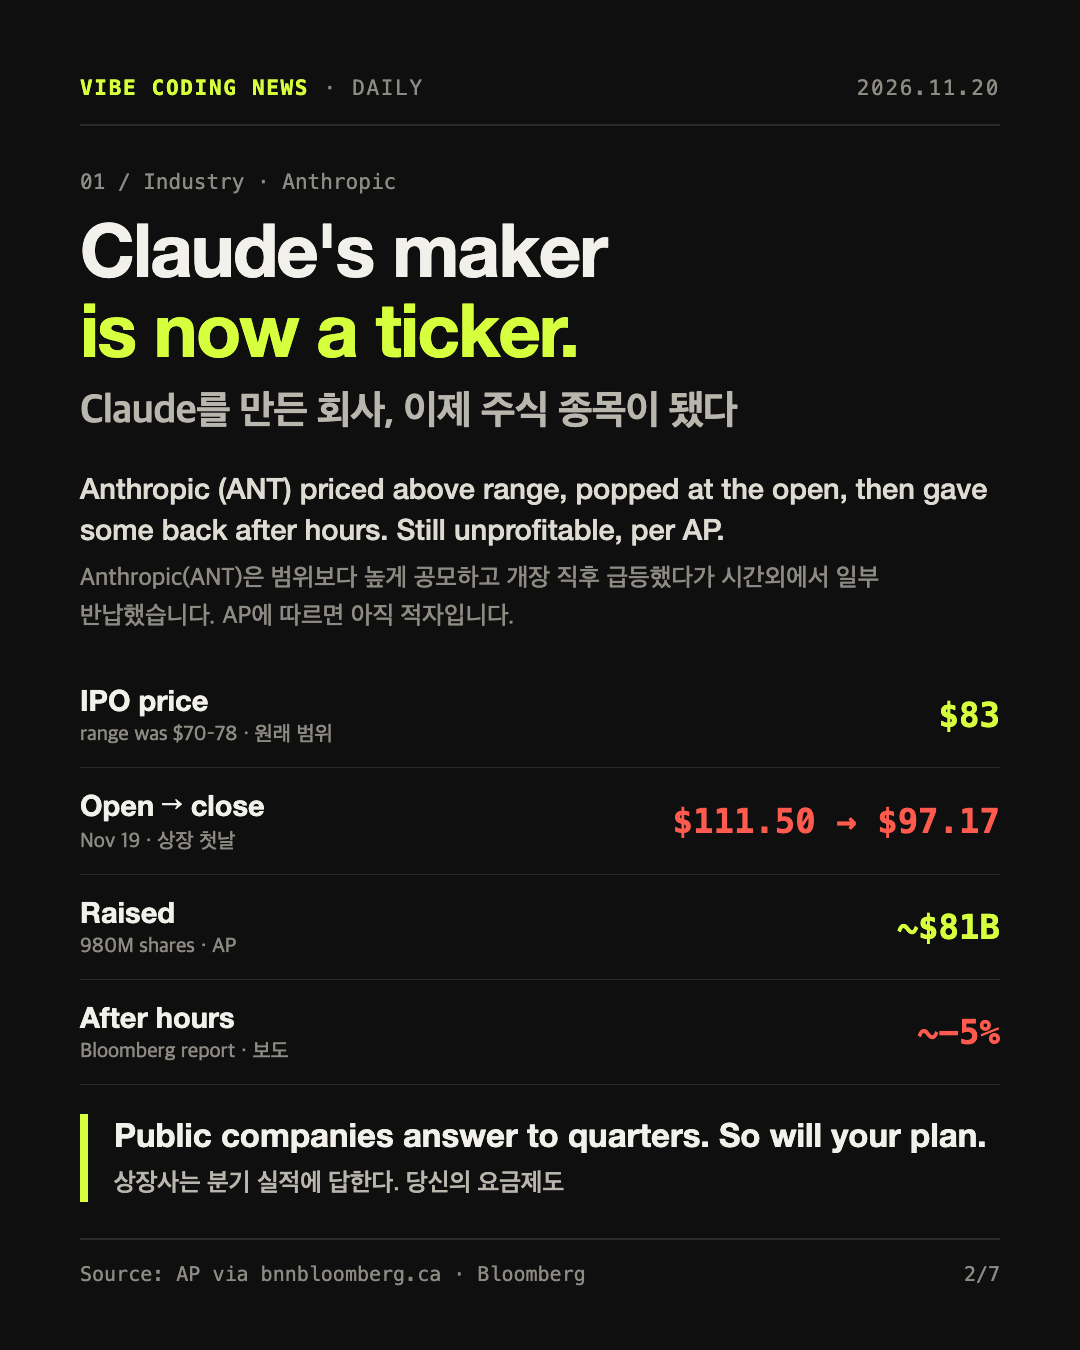 VIBE CODING NEWS · DAILY
2026.11.20
01 / Industry · Anthropic
Claude's maker
is now a ticker.
Claude를 만든 회사, 이제 주식 종목이 됐다
Anthropic (ANT) priced above range, popped at the open, then gave
some back after hours. Still unprofitable, per AP.
Anthropic(ANT)은 범위보다 높게 공모하고 개장 직후 급등했다가 시간외에서 일부
반납했습니다. AP에 따르면 아직 적자입니다.
IPO price
range was $70-78 · 원래 범위
$83
Open → close
Nov 19 · 상장 첫날
$111.50 → $97.17
Raised
980M shares · AP
~$81B
After hours
Bloomberg report · 보도
~−5%
Public companies answer to quarters. So will your plan.
상장사는 분기 실적에 답한다. 당신의 요금제도
Source: AP via bnnbloomberg.ca · Bloomberg
2/7